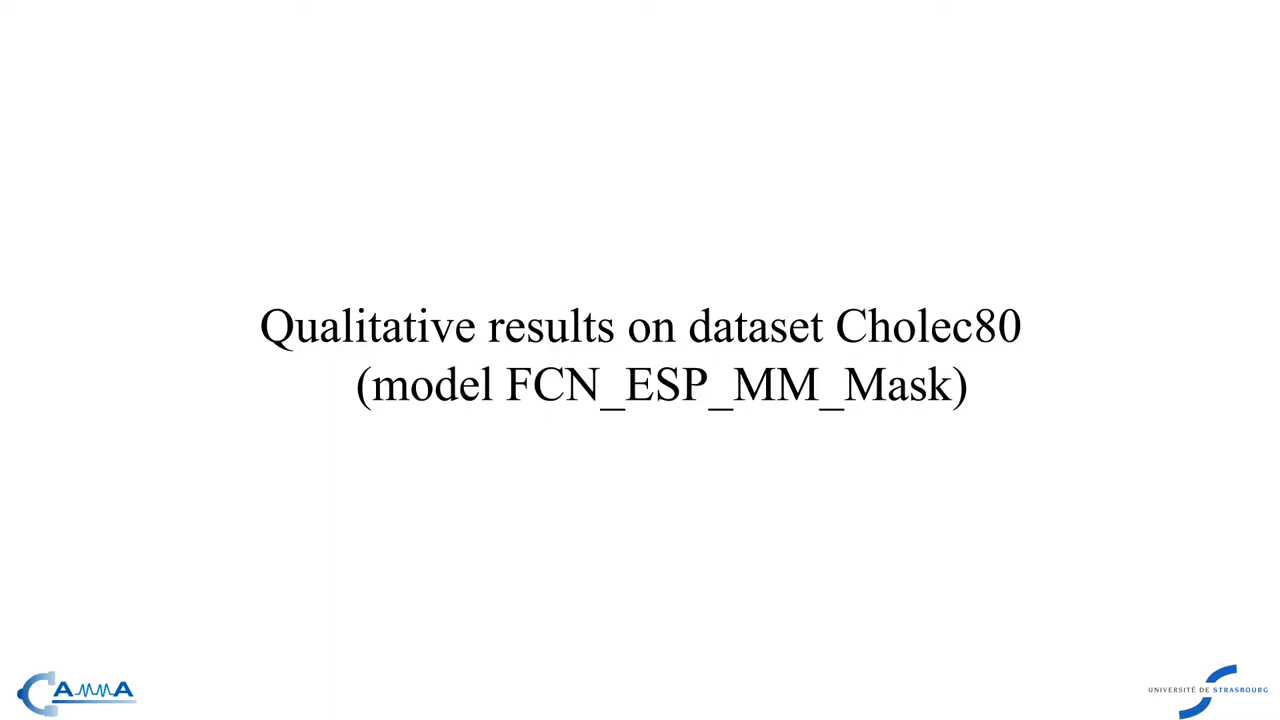 Qualitative results on dataset Cholec80
(model FCN_ESP_MM_Mask)
CAMMA
UNIVERSITÉ DE STRASBOURG